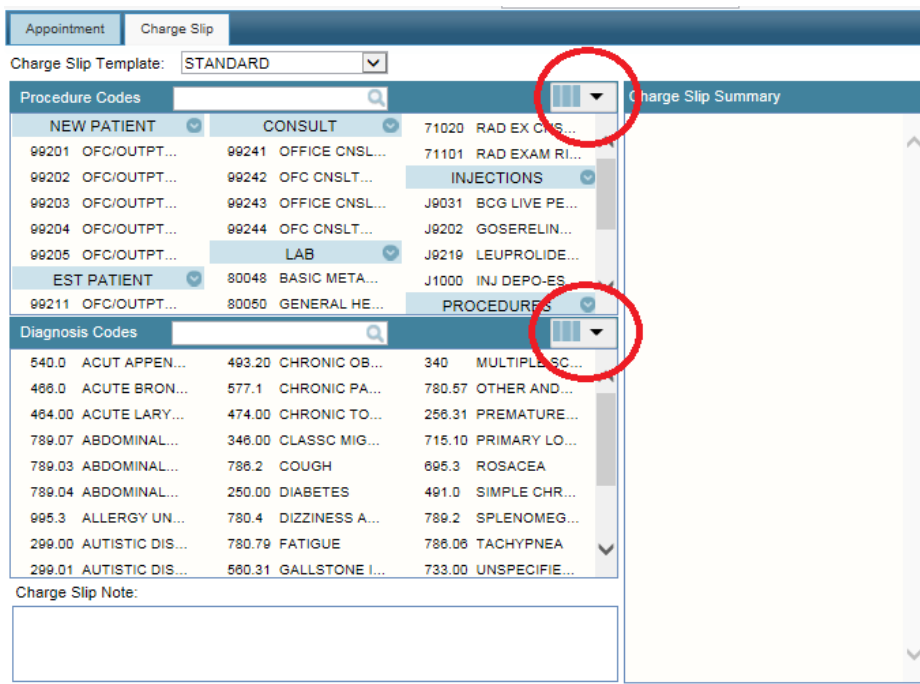 Appointment Charge Slip
Charge Slip Template: STANDARD
Procedure Codes
Charge Slip Summary
NEW PATIENT
99201 OFC/OUTPT...
99202 OFC/OUTPT...
99203 OFC/OUTPT...
99204 OFC/OUTPT...
99205 OFC/OUTPT...
EST PATIENT
99211 OFC/OUTPT...
CONSULT
99241 OFFICE CNSL...
99242 OFC CNSLT...
99243 OFFICE CNSL...
99244 OFC CNSLT...
LAB
80048 BASIC META...
80050 GENERAL HE...
71020 RAD EX CHS...
71101 RAD EXAM RI...
INJECTIONS
J9031 BCG LIVE PE...
J9202 GOSERELIN...
J9219 LEUPROLIDE...
J1000 INJ DEPO-ES...
PROCEDURES
Diagnosis Codes
540.0 ACUT APPEN...
466.0 ACUTE BRON...
464.00 ACUTE LARY...
789.07 ABDOMINAL...
789.03 ABDOMINAL...
789.04 ABDOMINAL...
995.3 ALLERGY UN...
299.00 AUTISTIC DIS...
299.01 AUTISTIC DIS...
493.20 CHRONIC OB...
577.1 CHRONIC PA...
474.00 CHRONIC TO...
346.00 CLASSC MIG...
786.2 COUGH
250.00 DIABETES
780.4 DIZZINESS A...
780.79 FATIGUE
560.31 GALLSTONE I...
340 MULTIPLE SC...
780.57 OTHER AND...
256.31 PREMATURE...
715.10 PRIMARY LO...
695.3 ROSACEA
491.0 SIMPLE CHR...
789.2 SPLENOMEG...
786.06 TACHYPNEA
733.00 UNSPECIFIE...
Charge Slip Note: